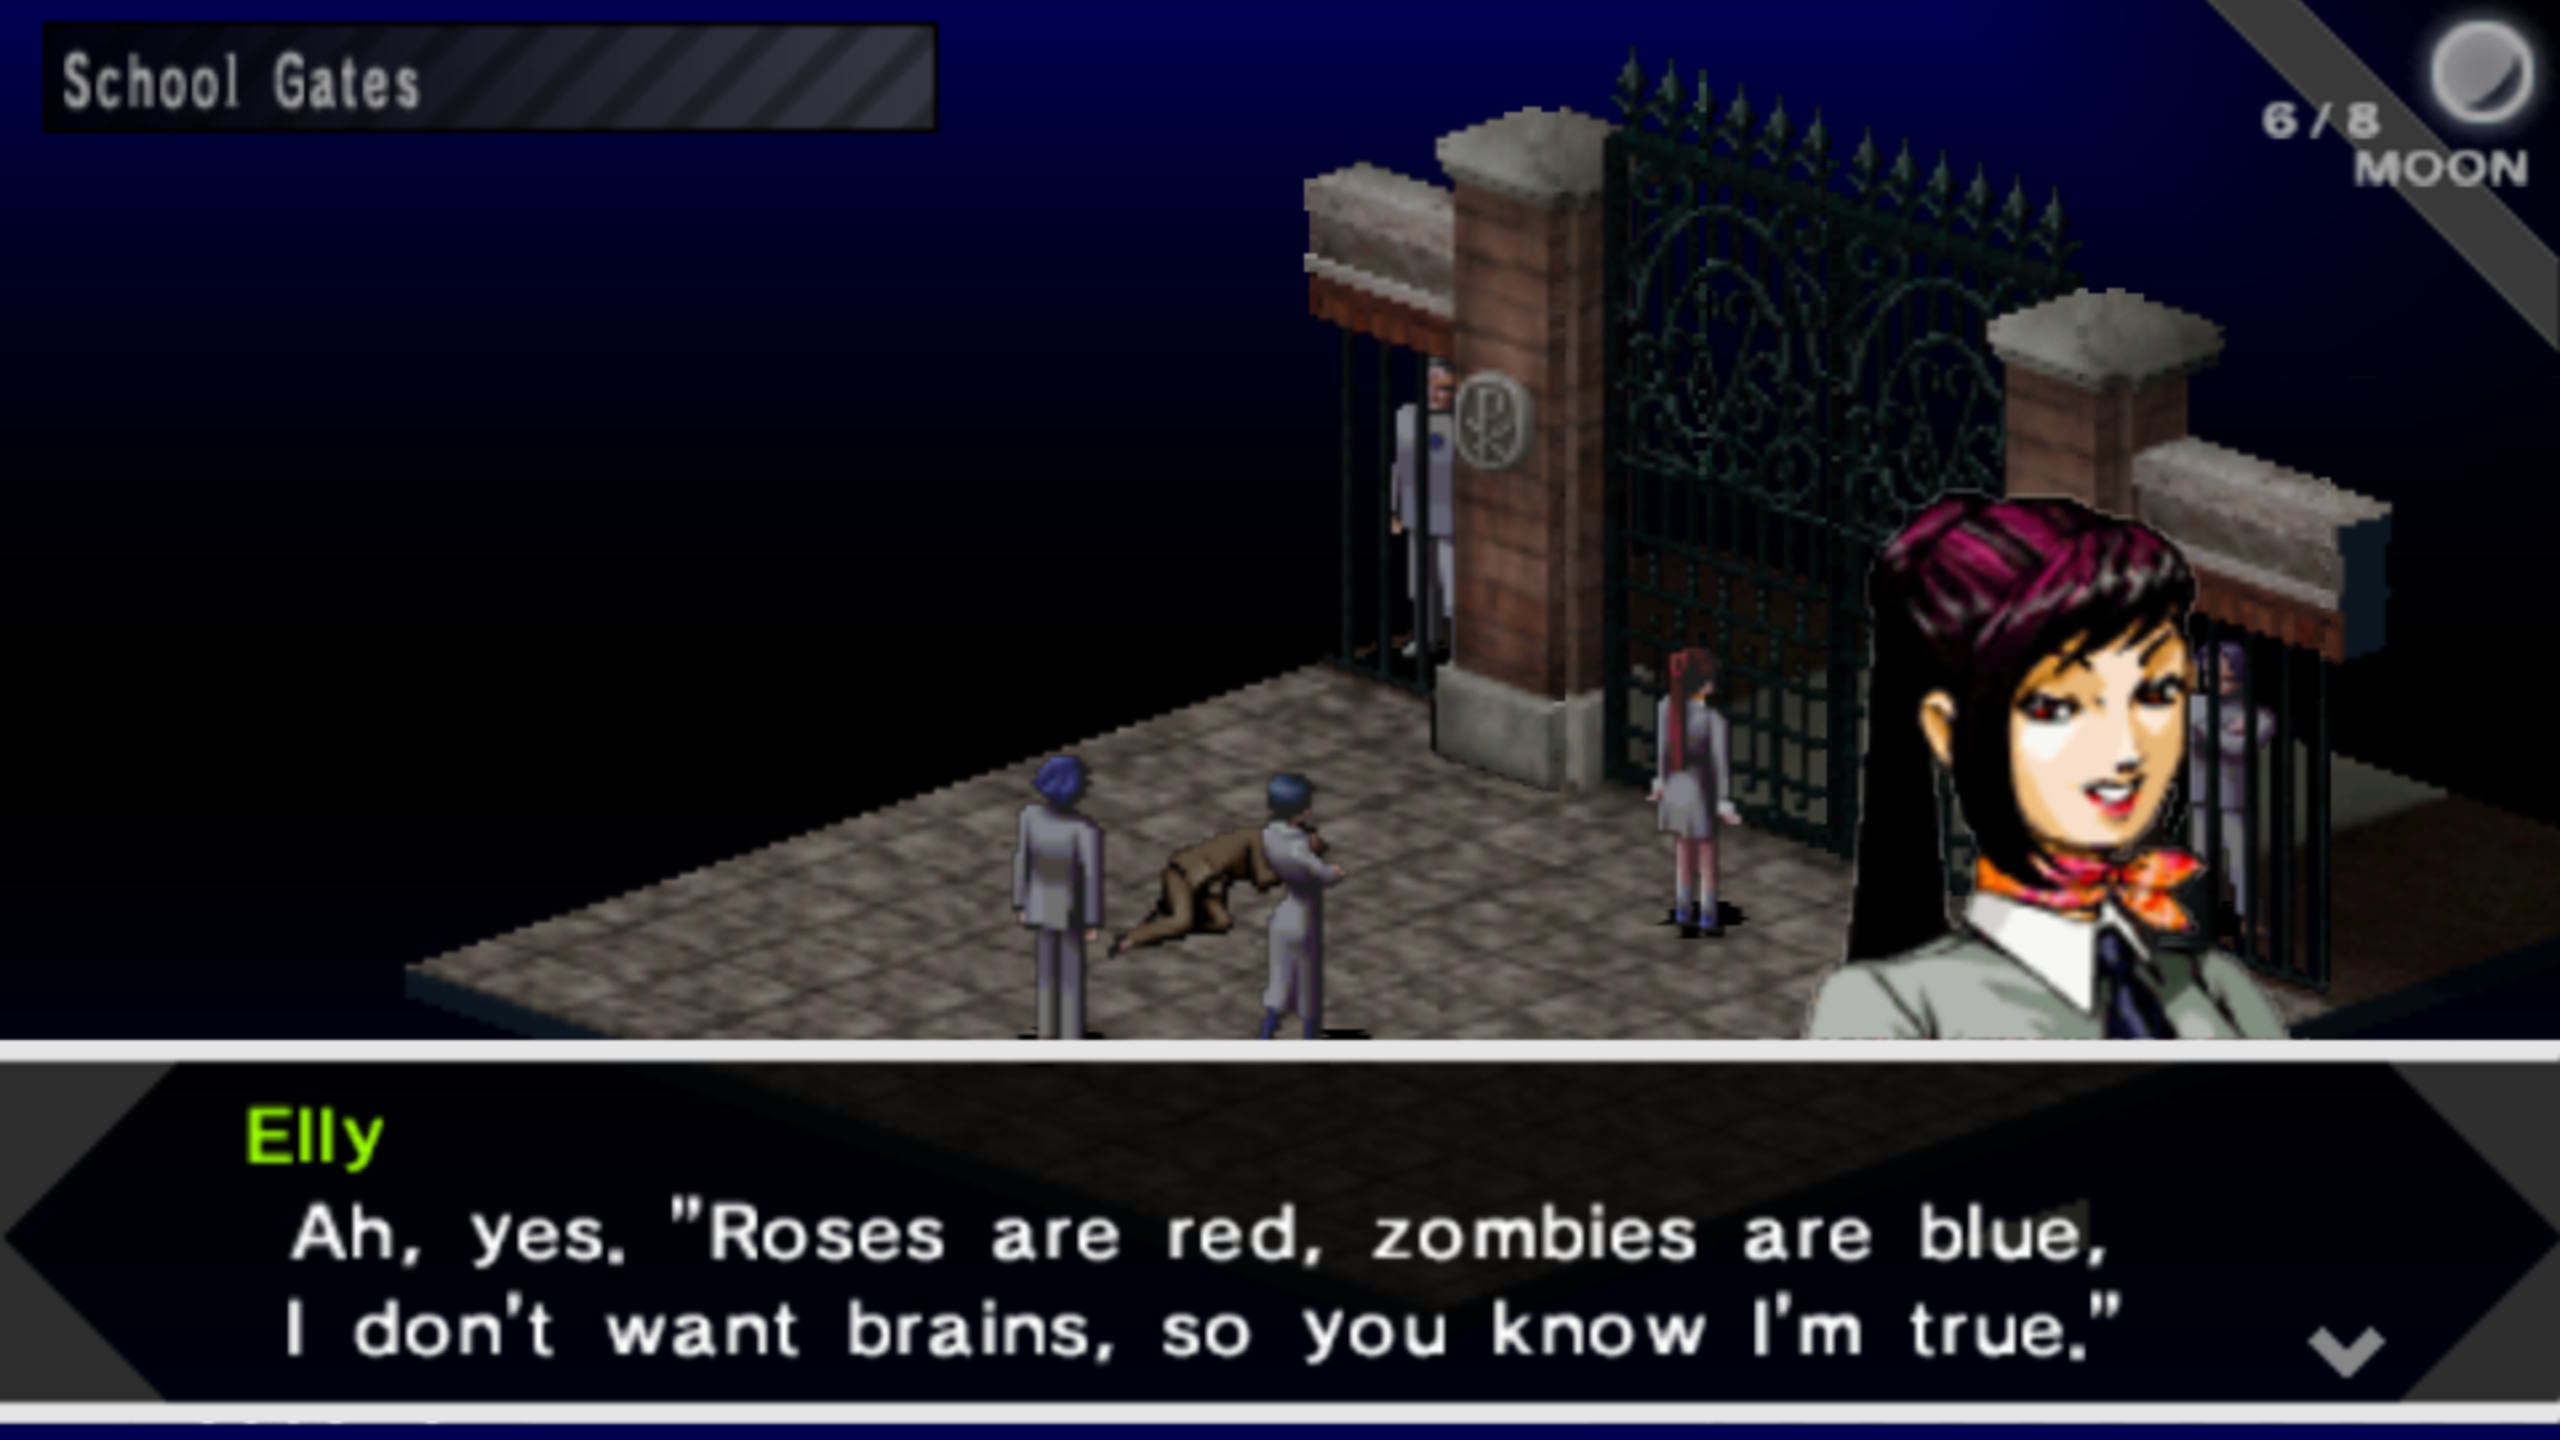 School Gates
6/8
MOON
Elly
Ah, yes. "Roses are red, zombies are blue,
I don't want brains, so you know I'm true."